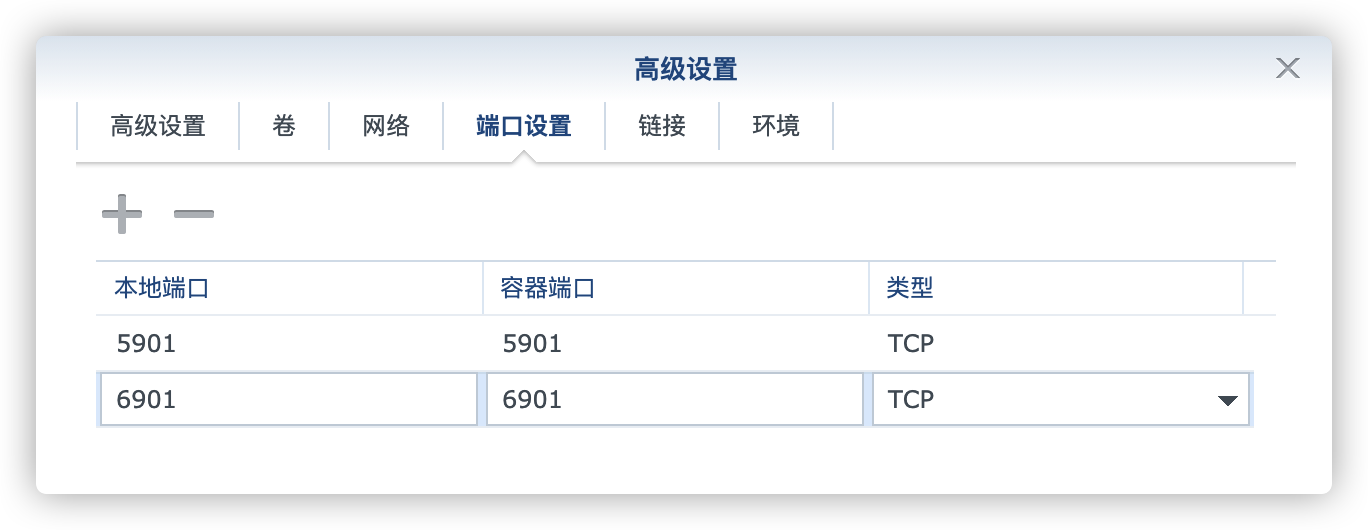 高级设置
高级设置 卷 网络 端口设置 链接 环境
本地端口 容器端口 类型
5901 5901 TCP
6901 6901 TCP